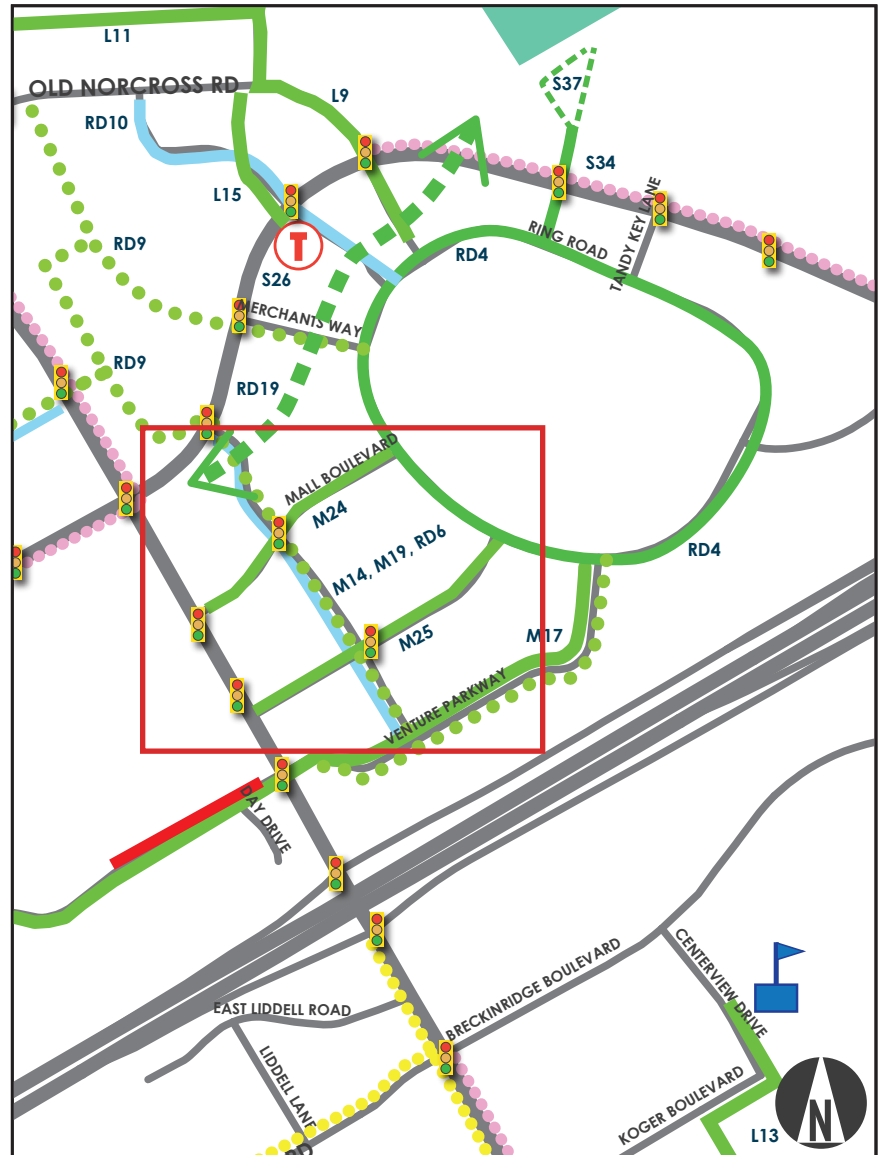 L11
OLD NORCROSS RD
L9
S37
RD10
S34
L15
TANDY KEY LANE
RD9
T
RD4
RING ROAD
S26
MERCHANTS WAY
RD9
RD19
MALL BOULEVARD
M24
M14, M19, RD6
RD4
M25
M17
VENTURE PARKWAY
DAY DRIVE
CENTERVIEW DRIVE
BRECKINRIDGE BOULEVARD
EAST LIDDELL ROAD
LIDDELL LANE
KOGER BOULEVARD
N
L13
RD